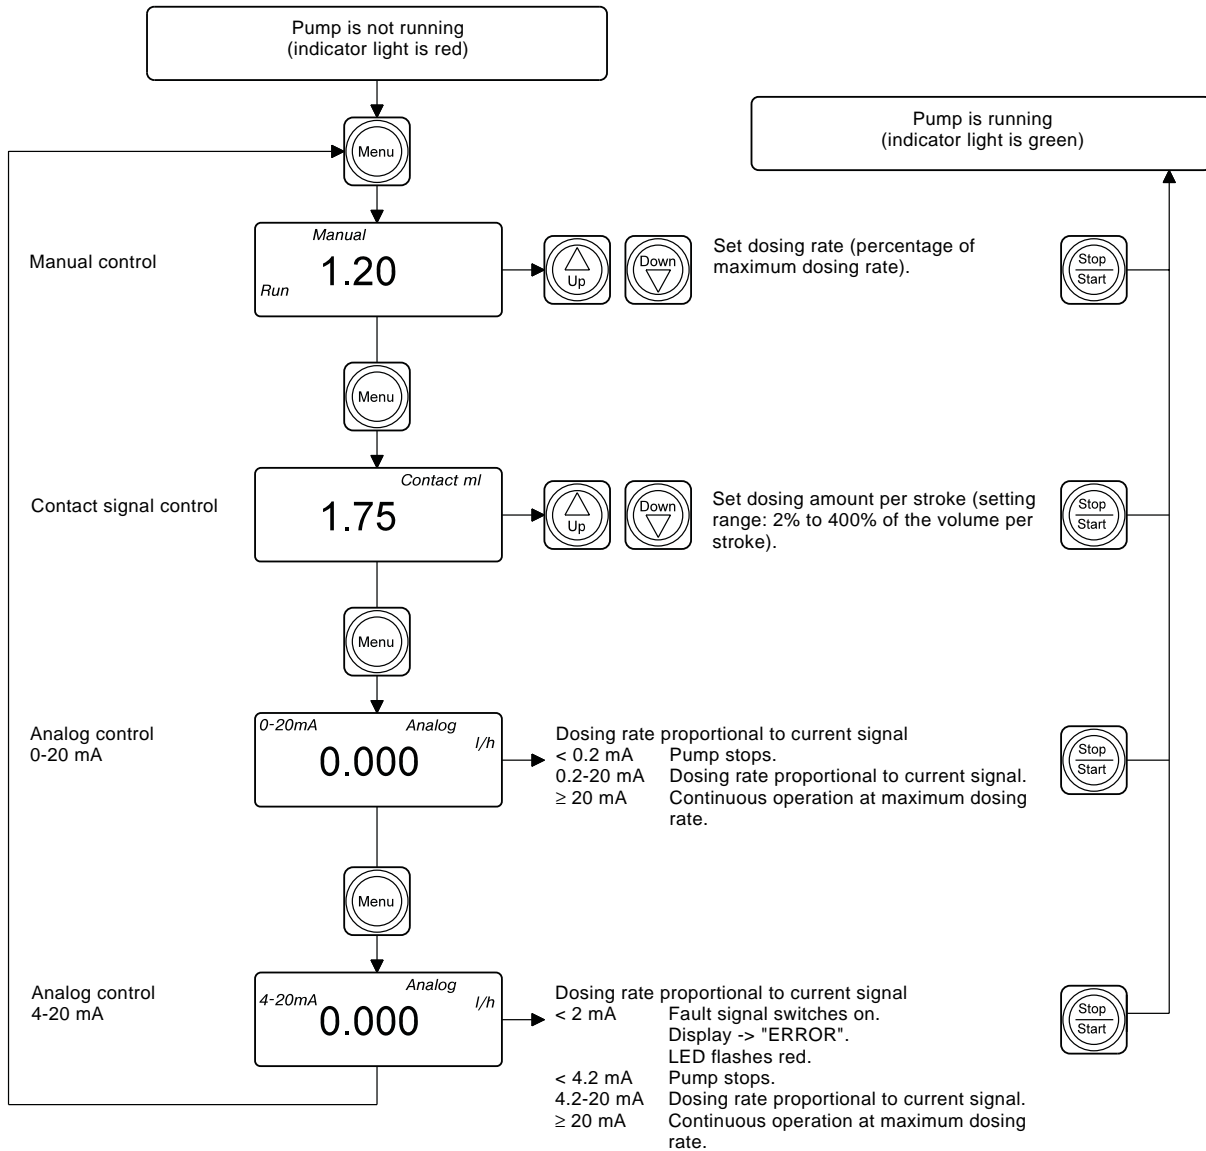 Pump is not running
(indicator light is red)
Pump is running
(indicator light is green)
Menu
Manual control
Manual
1.20
Run
Up
Down
Set dosing rate (percentage of
maximum dosing rate).
Stop
Start
Menu
Contact signal control
Contact ml
1.75
Up
Down
Set dosing amount per stroke (setting
range: 2% to 400% of the volume per
stroke).
Stop
Start
Menu
Analog control
0-20 mA
0-20mA Analog
l/h
0.000
Dosing rate proportional to current signal
< 0.2 mA Pump stops.
0.2-20 mA Dosing rate proportional to current signal.
≥ 20 mA Continuous operation at maximum dosing
rate.
Stop
Start
Menu
Analog control
4-20 mA
Analog
4-20mA l/h
0.000
Dosing rate proportional to current signal
< 2 mA Fault signal switches on.
Display -> "ERROR".
LED flashes red.
< 4.2 mA Pump stops.
4.2-20 mA Dosing rate proportional to current signal.
≥ 20 mA Continuous operation at maximum dosing
rate.
Stop
Start